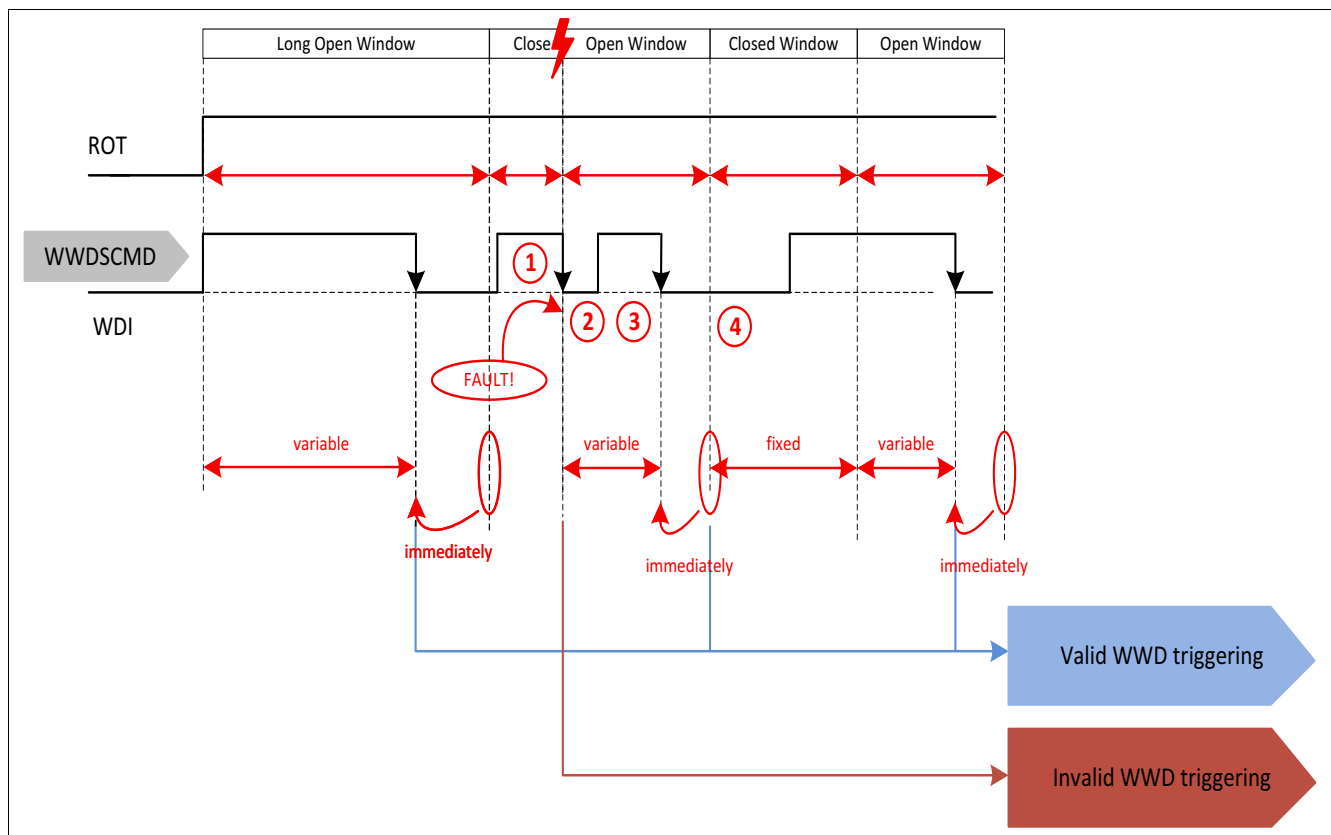 Long Open Window
Close
Open Window
Closed Window
Open Window
ROT
WWDSCMD
WDI
1
2
3
4
FAULT!
variable
variable
fixed
variable
immediately
immediately
immediately
Valid WWD triggering
Invalid WWD triggering